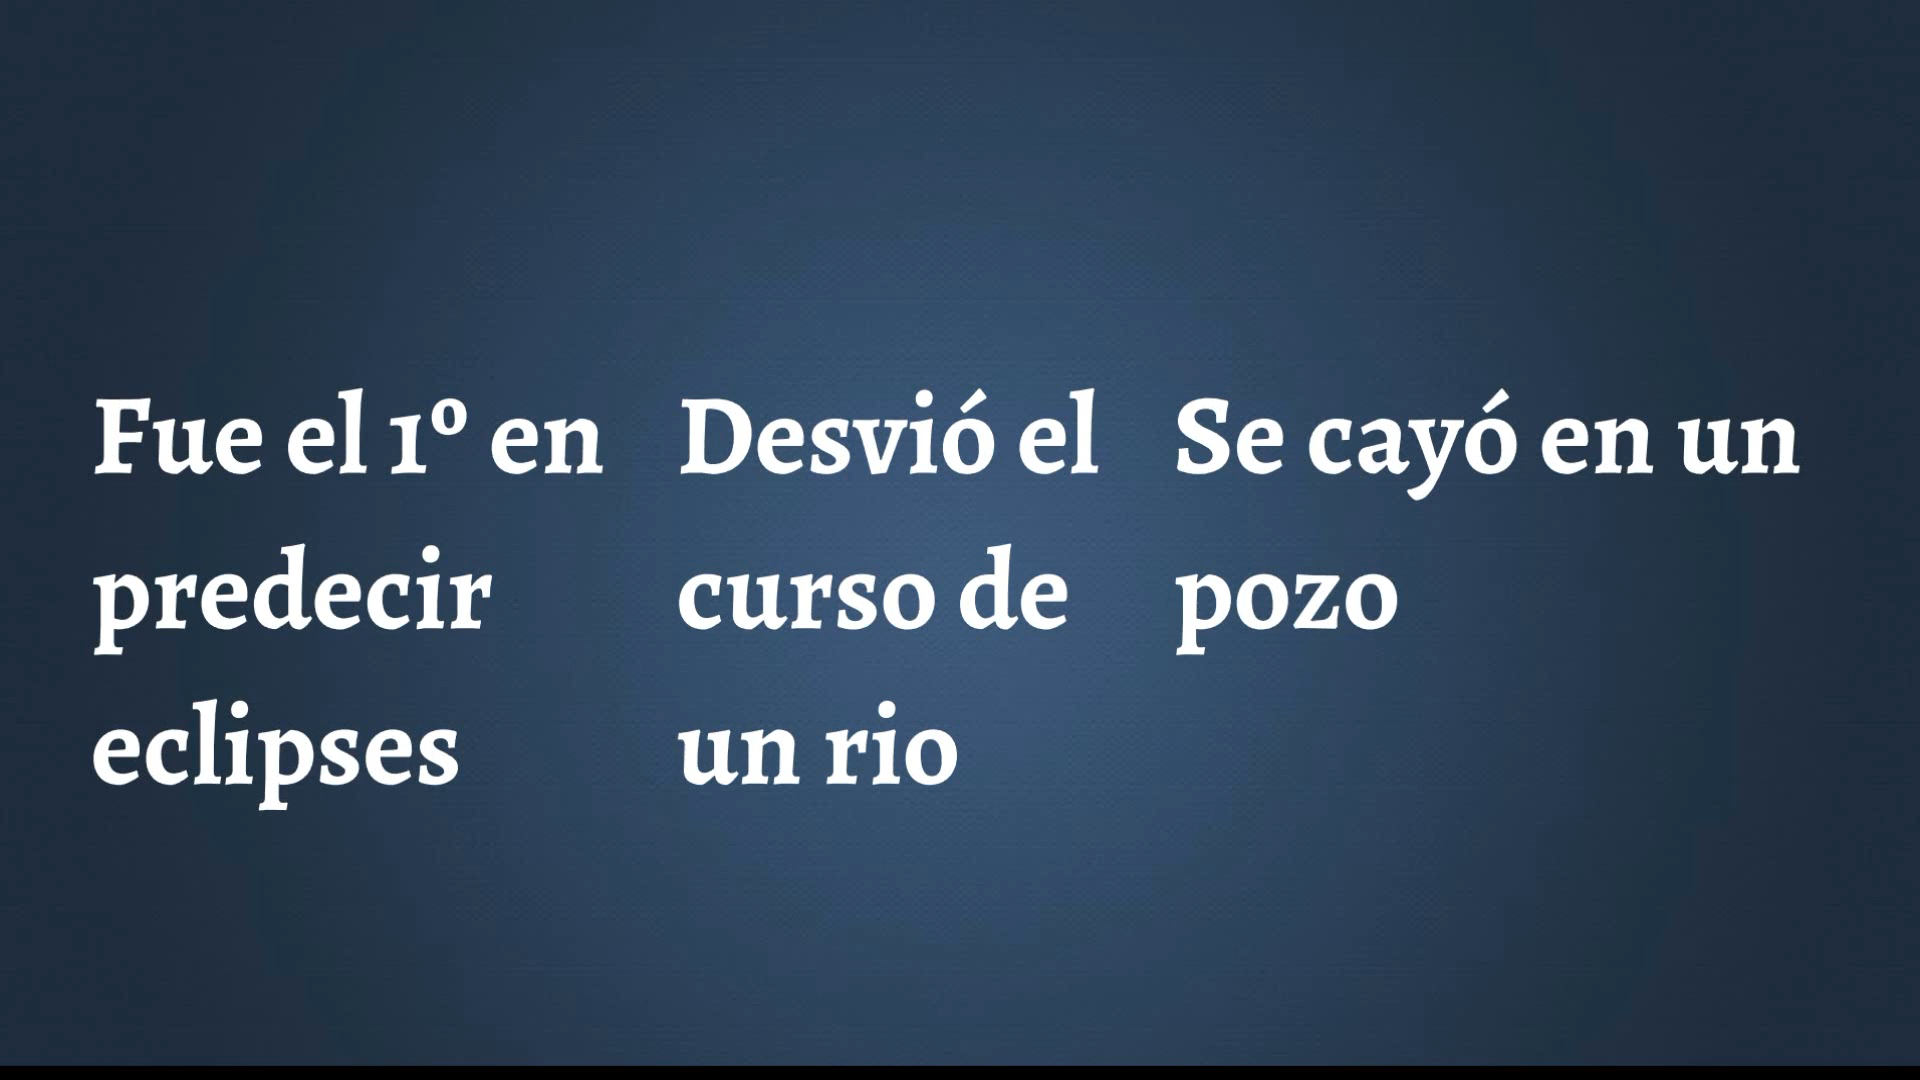 Fue el 1º en
predecir
eclipses
Desvió el
curso de
un rio
Se cayó en un
pozo